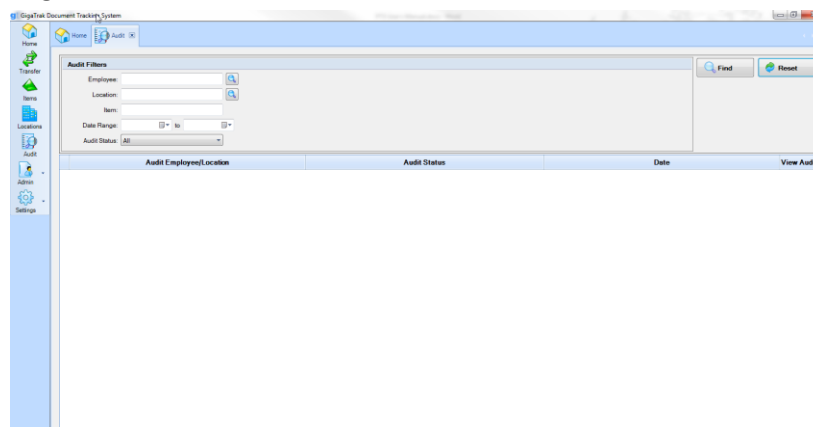 GigaTrak Document Tracking System
Home
Audit
Home
Transfer
Items
Locations
Audit
Admin
Settings
Audit Filters
Employee:
Location:
Item:
Date Range:
to
Audit Status: All
Find
Reset
Audit Employee/Location Audit Status Date View Aud